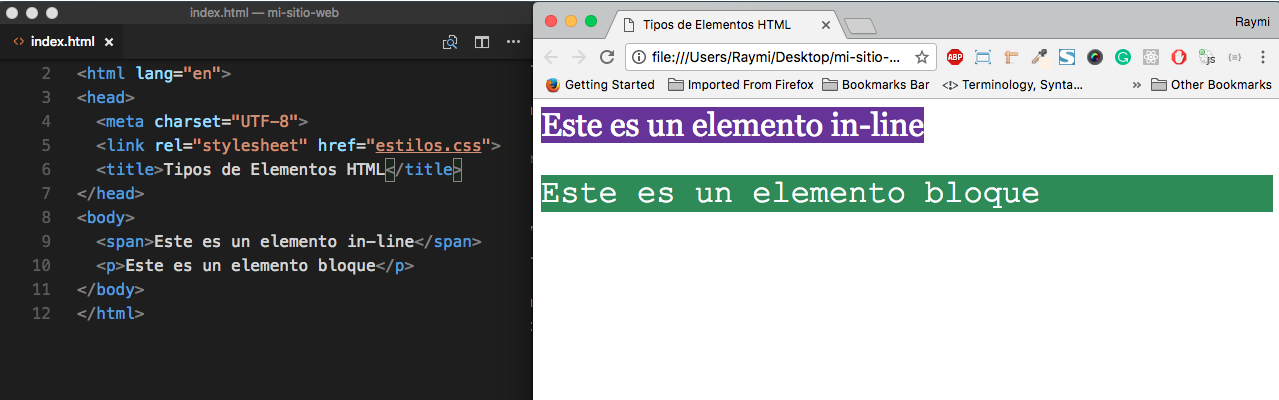 index.html — mi-sitio-web
index.html
2 <html lang="en">
3 <head>
4 <meta charset="UTF-8">
5 <link rel="stylesheet" href="estilos.css">
6 <title>Tipos de Elementos HTML</title>
7 </head>
8 <body>
9 <span>Este es un elemento in-line</span>
10 <p>Este es un elemento bloque</p>
11 </body>
12 </html>
Tipos de Elementos HTML
Raymi
file:///Users/Raymi/Desktop/mi-sitio-...
ABP
JS
Getting Started
Imported From Firefox
Bookmarks Bar
Terminology, Synta...
»
Other Bookmarks
Este es un elemento in-line
Este es un elemento bloque